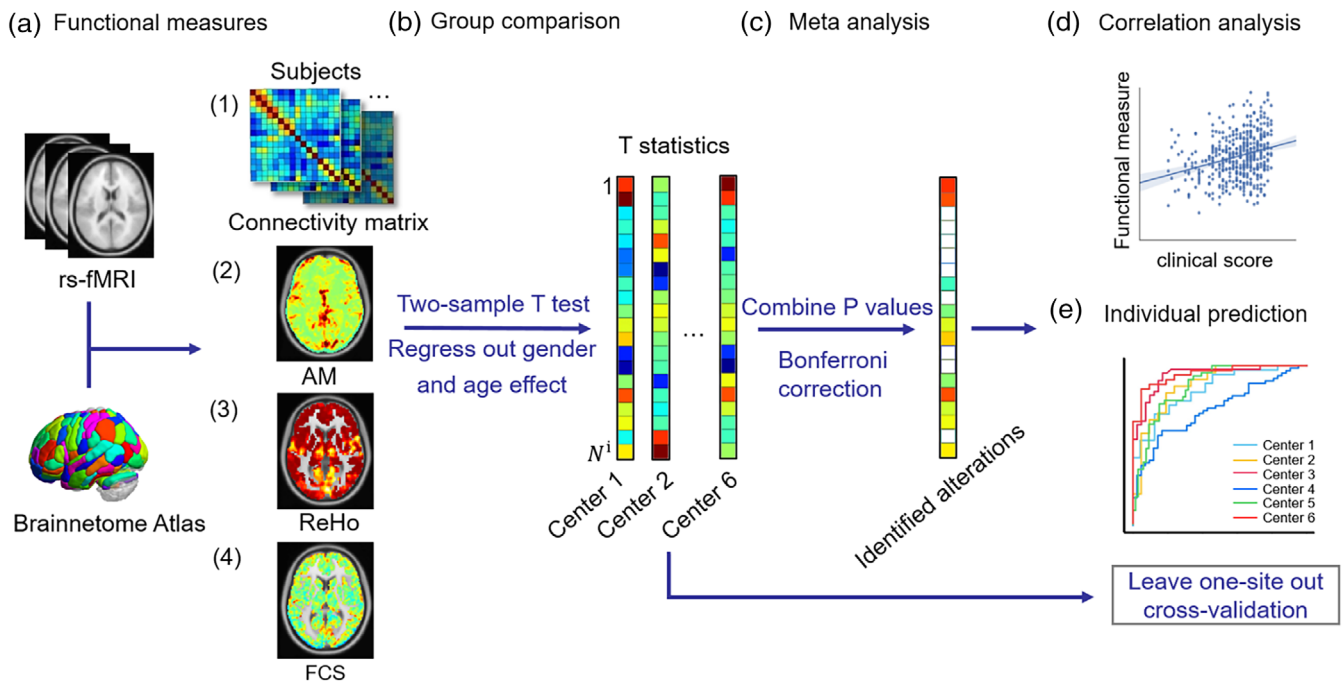 (a) Functional measures
(b) Group comparison
(c) Meta analysis
(d) Correlation analysis
Subjects
(1)
...
Connectivity matrix
rs-fMRI
(2)
AM
(3)
ReHo
Brainnetome Atlas
(4)
FCS
Two-sample T test
Regress out gender
and age effect
T statistics
1
...
Nⁱ
Center 1
Center 2
Center 6
Combine P values
Bonferroni
correction
Identified alterations
Functional measure
clinical score
(e) Individual prediction
Center 1
Center 2
Center 3
Center 4
Center 5
Center 6
Leave one-site out
cross-validation